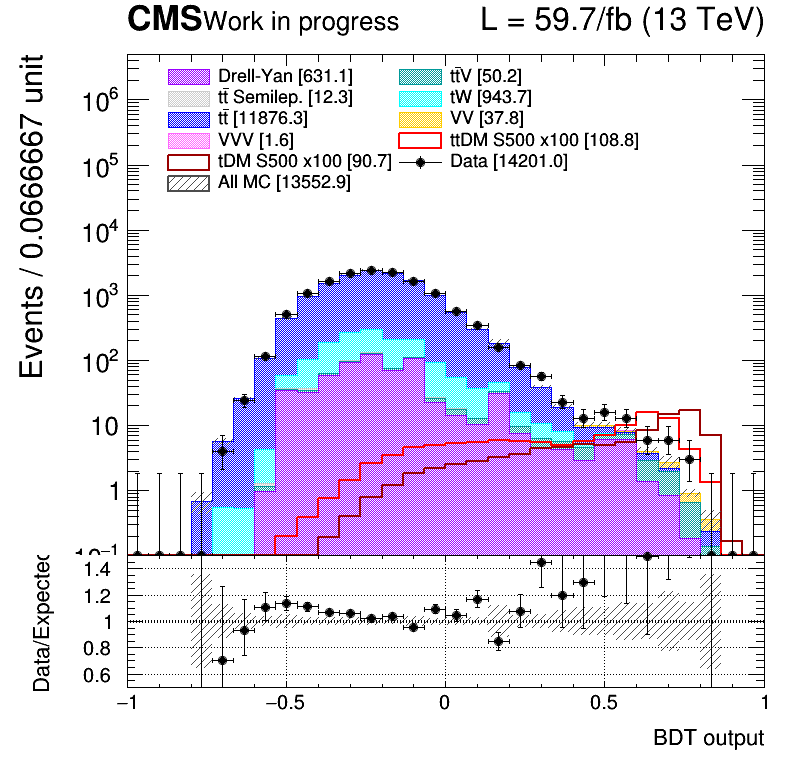 CMS Work in progress L = 59.7/fb (13 TeV)
Events / 0.0666667 unit
Drell-Yan [631.1] tt̄V [50.2]
tt̄ Semilep. [12.3] tW [943.7]
tt̄ [11876.3] VV [37.8]
VVV [1.6] ttDM S500 x100 [108.8]
tDM S500 x100 [90.7] Data [14201.0]
All MC [13552.9]
10⁶
10⁵
10⁴
10³
10²
10
1
10⁻¹
Data/Expected
1.4
1.2
1
0.8
0.6
−1 −0.5 0 0.5 1
BDT output